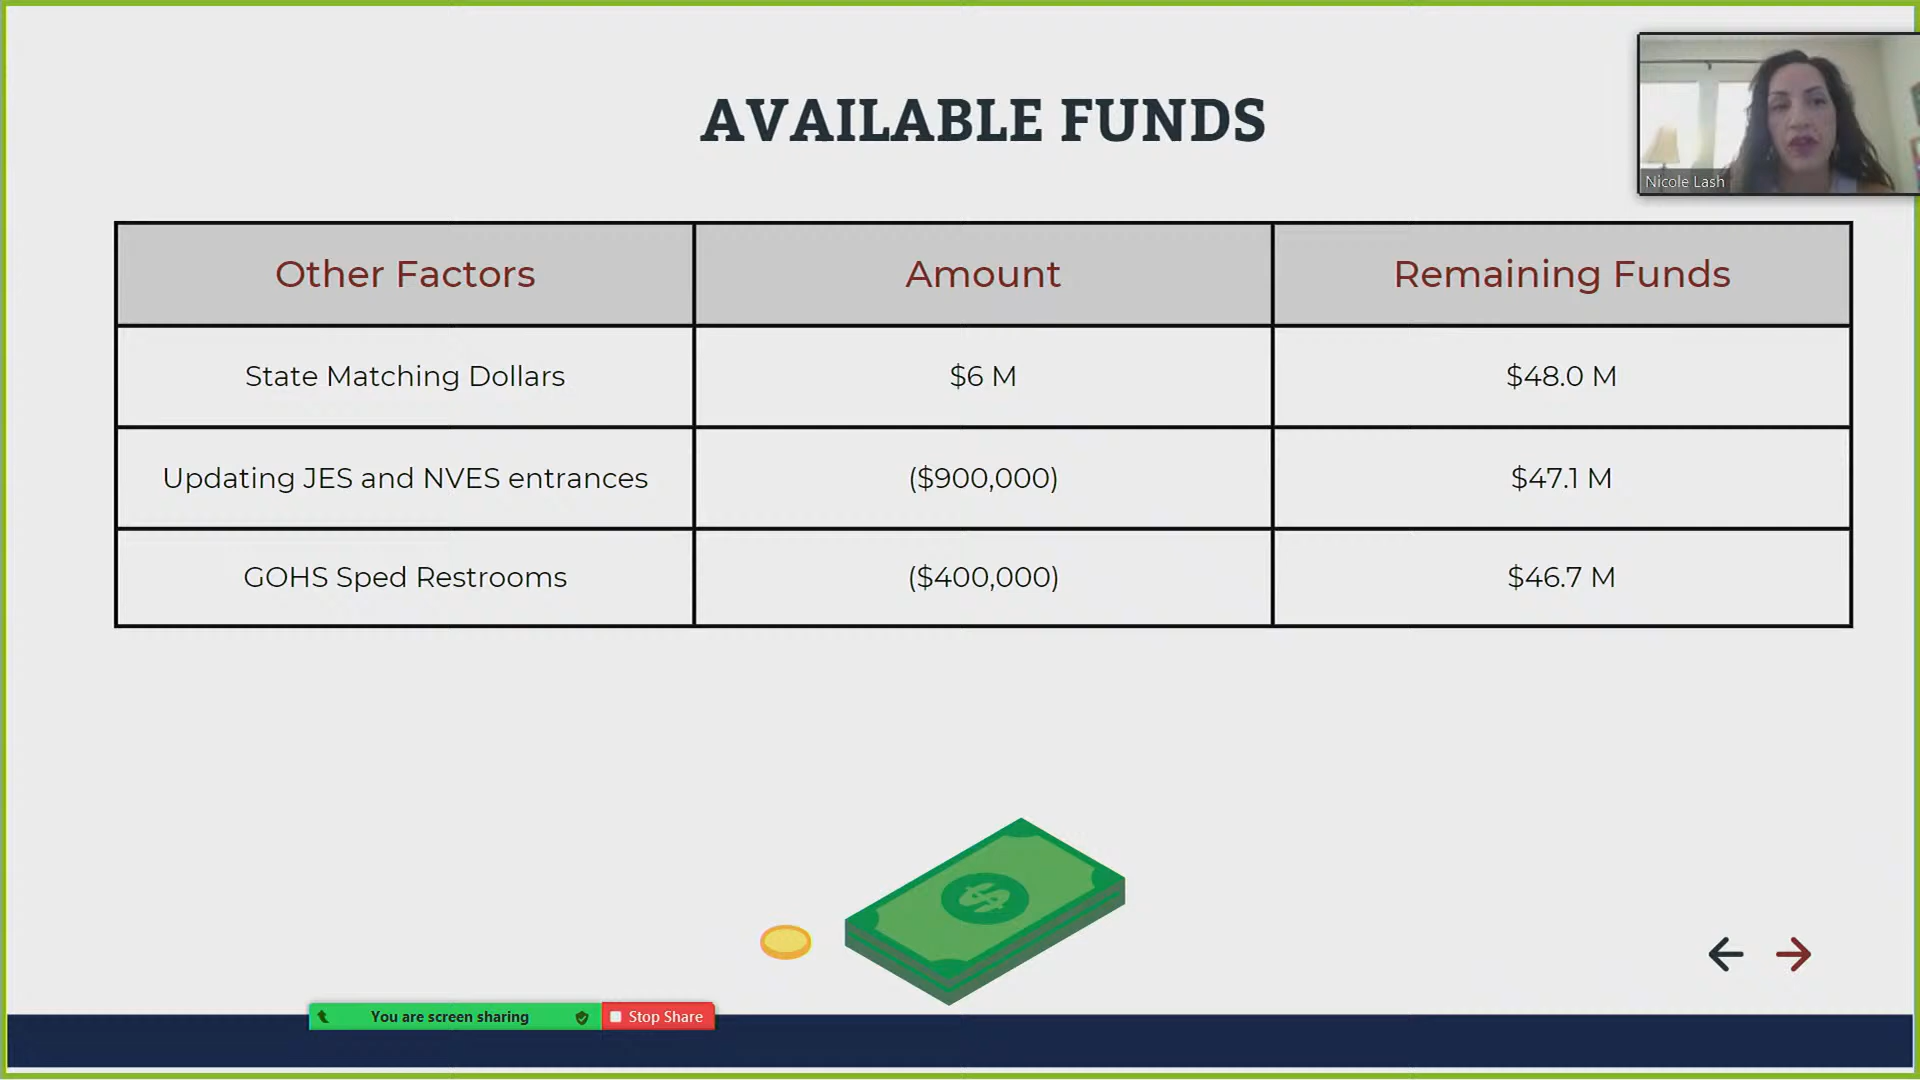 AVAILABLE FUNDS
Nicole Lash
Other Factors Amount Remaining Funds
State Matching Dollars $6 M $48.0 M
Updating JES and NVES entrances ($900,000) $47.1 M
GOHS Sped Restrooms ($400,000) $46.7 M
$
You are screen sharing Stop Share